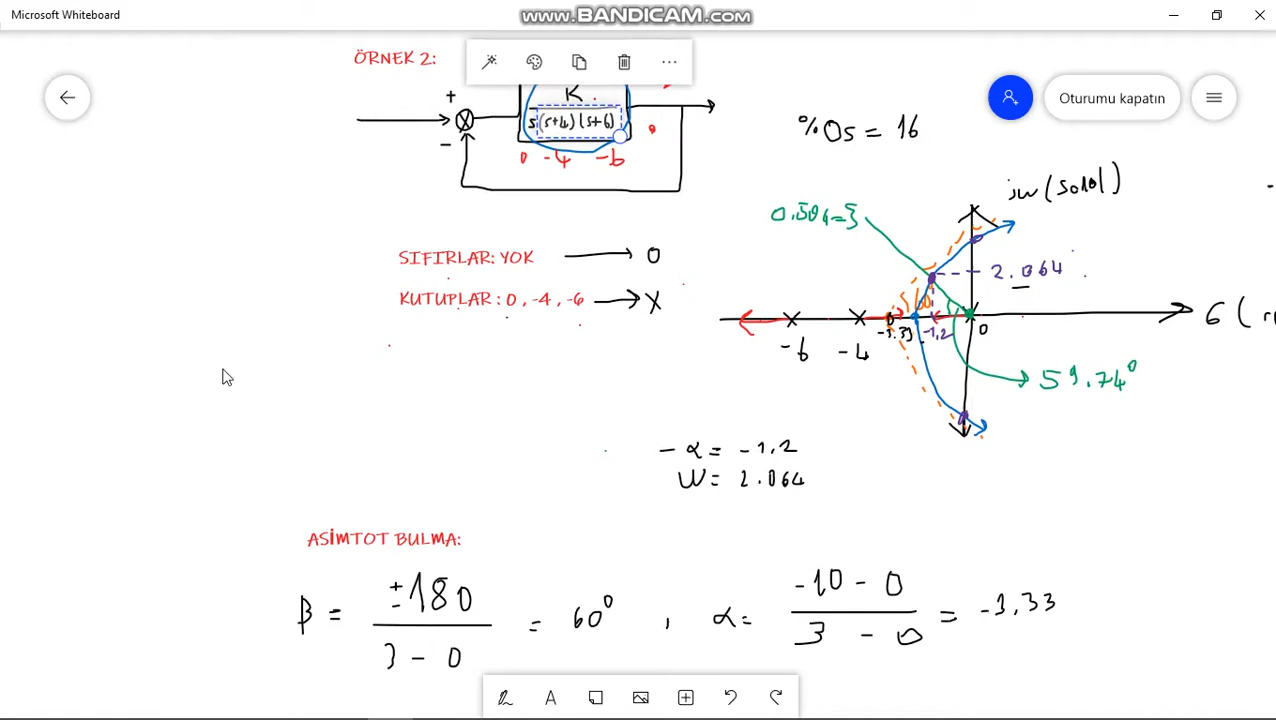 Microsoft Whiteboard
www.BANDICAM.com
ÖRNEK 2:
Oturumu kapatın
+
K
s(s+4)(s+6)
-
0 -4 -6
0
%Os = 16
jw(sanal)
0.504=ξ
2.064
SIFIRLAR: YOK → O
KUTUPLAR: 0, -4, -6 → X
-3.33
-1.2
0
-6
-4
59.74°
- α = -1.2
W = 2.064
ASİMTOT BULMA:
β = ±180 / 3 - 0 = 60° , α = -10 - 0 / 3 - 0 = -3.33